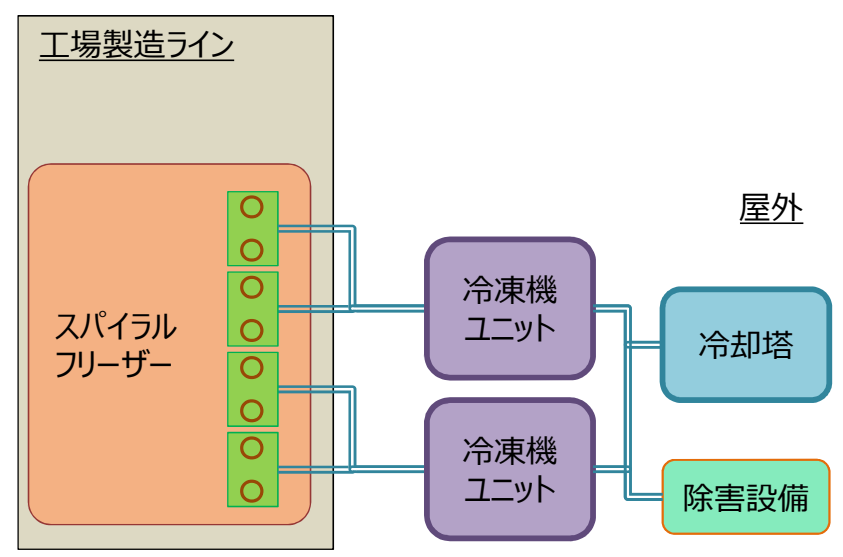 工場製造ライン
屋外
スパイラル
フリーザー
冷凍機
ユニット
冷却塔
冷凍機
ユニット
除害設備